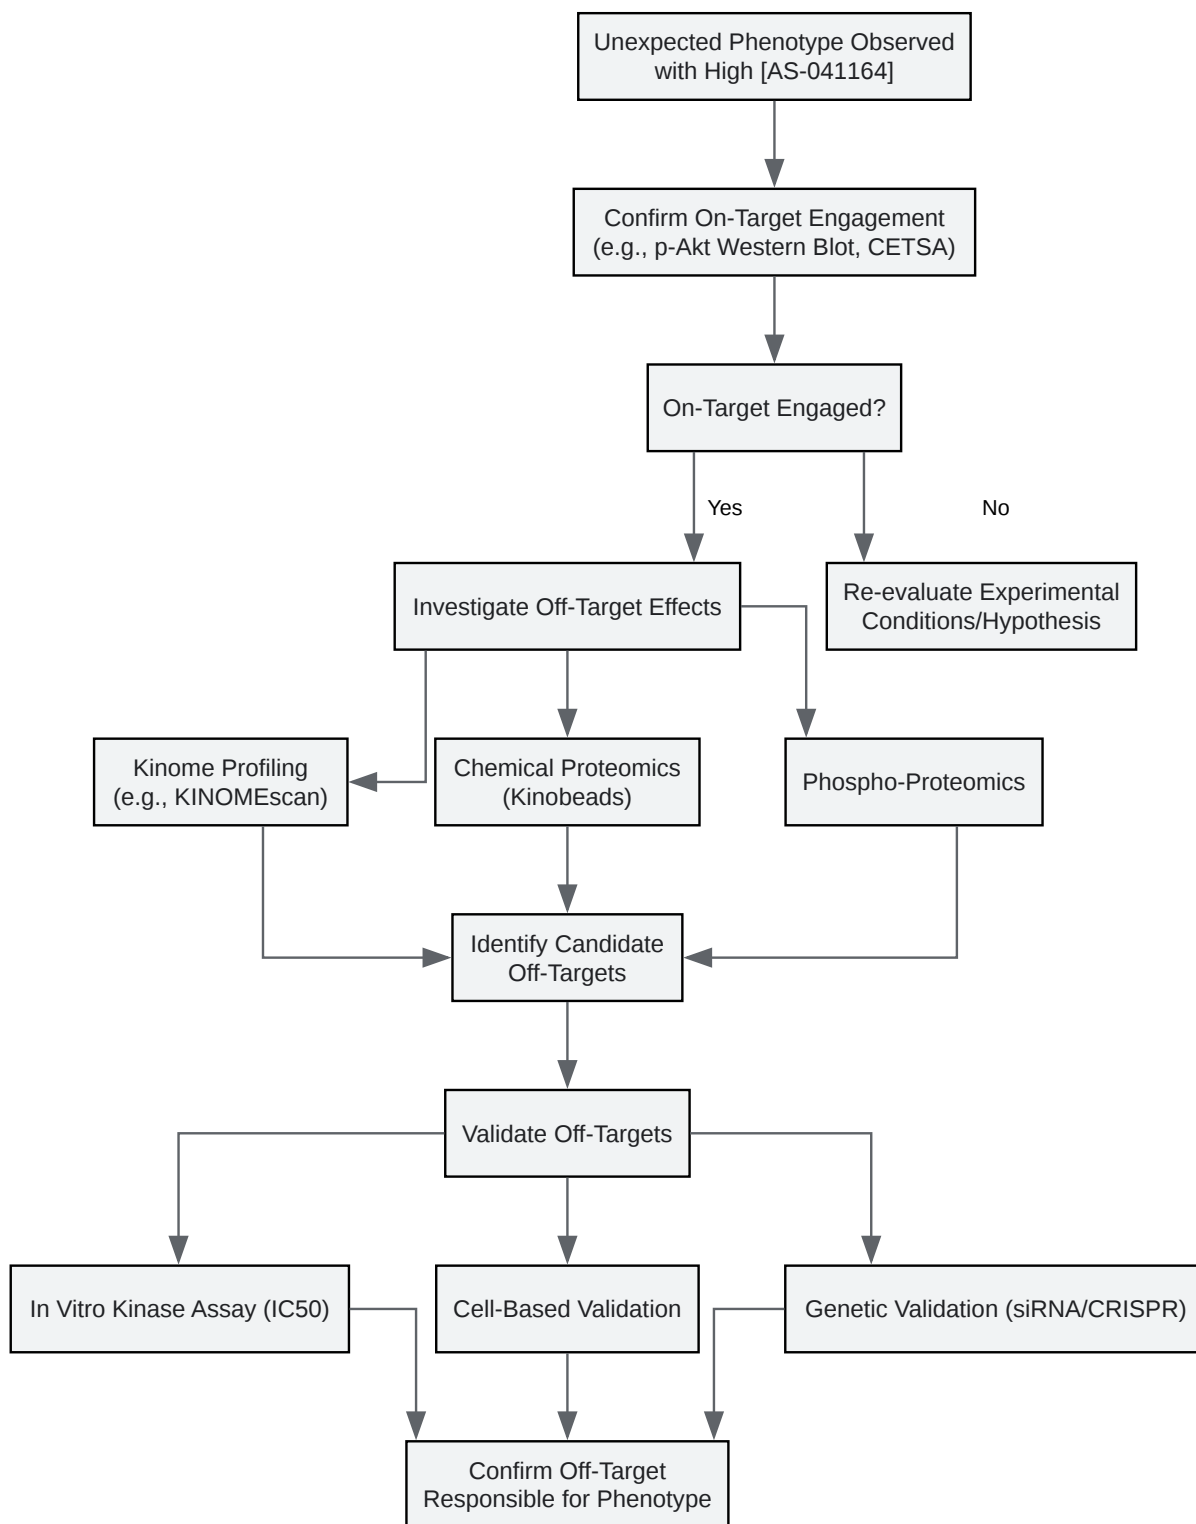 Unexpected Phenotype Observed
with High [AS-041164]
Confirm On-Target Engagement
(e.g., p-Akt Western Blot, CETSA)
On-Target Engaged?
Yes
No
Investigate Off-Target Effects
Re-evaluate Experimental
Conditions/Hypothesis
Kinome Profiling
(e.g., KINOMEscan)
Chemical Proteomics
(Kinobeads)
Phospho-Proteomics
Identify Candidate
Off-Targets
Validate Off-Targets
In Vitro Kinase Assay (IC50)
Cell-Based Validation
Genetic Validation (siRNA/CRISPR)
Confirm Off-Target
Responsible for Phenotype